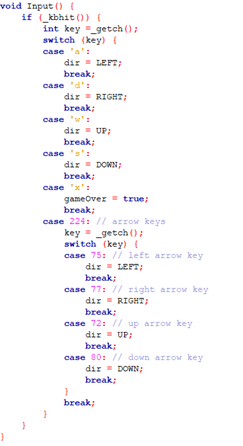 void Input() {
    if (_kbhit()) {
        int key =_getch();
        switch (key) {
        case 'a':
            dir = LEFT;
            break;
        case 'd':
            dir = RIGHT;
            break;
        case 'w':
            dir = UP;
            break;
        case 's':
            dir = DOWN;
            break;
        case 'x':
            gameOver = true;
            break;
        case 224: // arrow keys
            key = _getch();
            switch (key) {
            case 75: // left arrow key
                dir = LEFT;
                break;
            case 77: // right arrow key
                dir = RIGHT;
                break;
            case 72: // up arrow key
                dir = UP;
                break;
            case 80: // down arrow key
                dir = DOWN;
                break;
            }
            break;
        }
    }
}